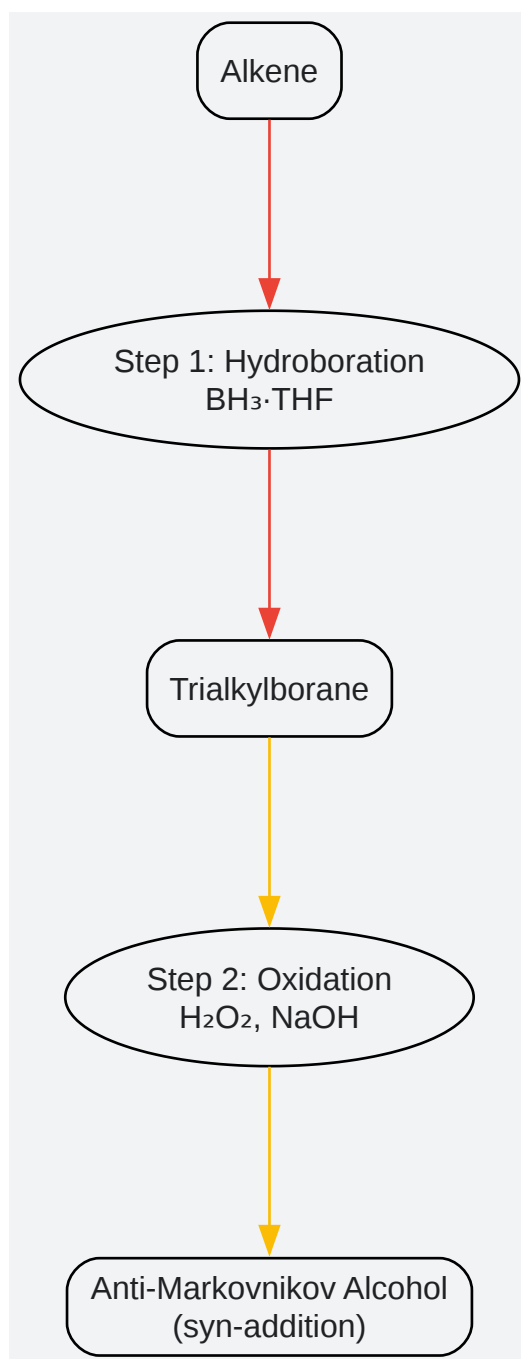 Alkene
Step 1: Hydroboration
BH₃·THF
Trialkylborane
Step 2: Oxidation
H₂O₂, NaOH
Anti-Markovnikov Alcohol
(syn-addition)